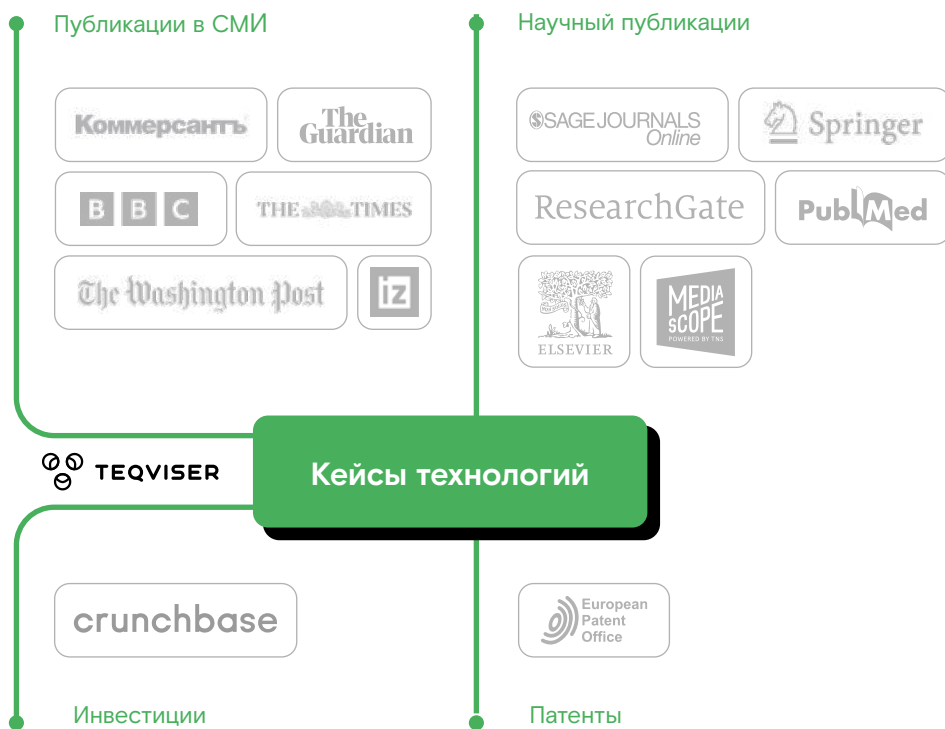 Публикации в СМИ
Научный публикации
Коммерсантъ
The
Guardian
SAGE JOURNALS
Online
Springer
BBC
THE TIMES
ResearchGate
PubMed
The Washington Post
iz
ELSEVIER
MEDIA
SCOPE
POWERED BY TNS
TEQVISER
Кейсы технологий
crunchbase
European
Patent
Office
Инвестиции
Патенты